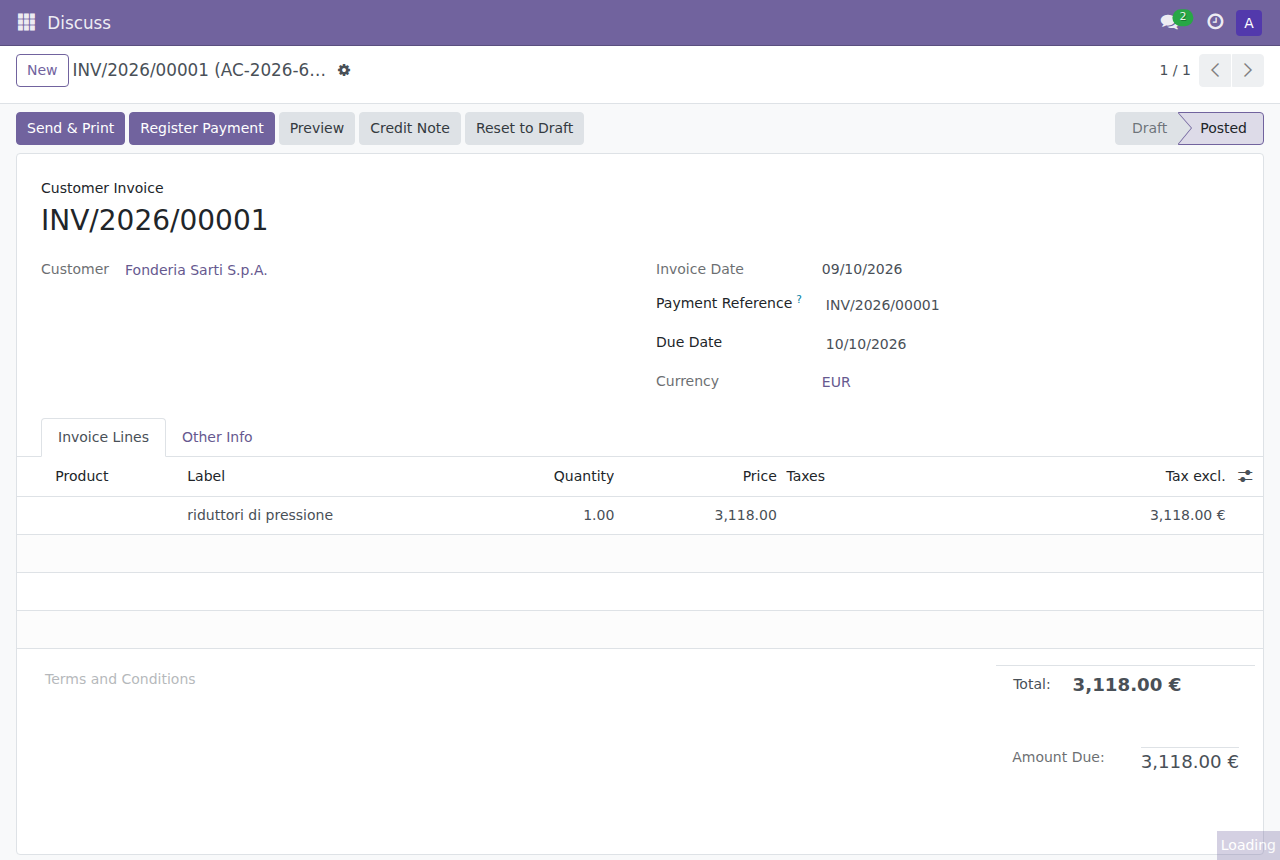 Discuss
2
A
New
INV/2026/00001 (AC-2026-6...
1 / 1
Send & Print
Register Payment
Preview
Credit Note
Reset to Draft
Draft
Posted
Customer Invoice
INV/2026/00001
Customer
Fonderia Sarti S.p.A.
Invoice Date
09/10/2026
Payment Reference ?
INV/2026/00001
Due Date
10/10/2026
Currency
EUR
Invoice Lines
Other Info
Product
Label
Quantity
Price
Taxes
Tax excl.
riduttori di pressione
1.00
3,118.00
3,118.00 €
Terms and Conditions
Total:
3,118.00 €
Amount Due:
3,118.00 €
Loading